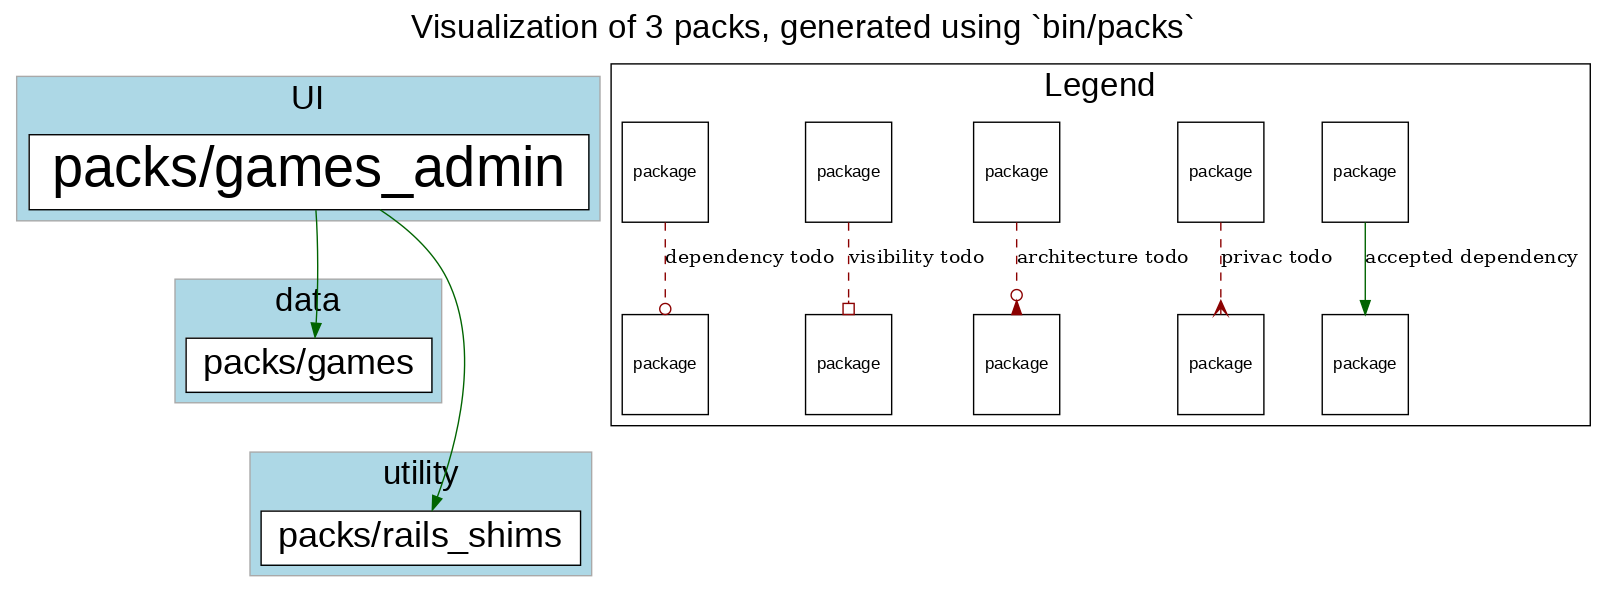 Visualization of 3 packs, generated using `bin/packs`
UI
packs/games_admin
data
packs/games
utility
packs/rails_shims
Legend
package
package
package
package
package
dependency todo
visibility todo
architecture todo
privac todo
accepted dependency
package
package
package
package
package